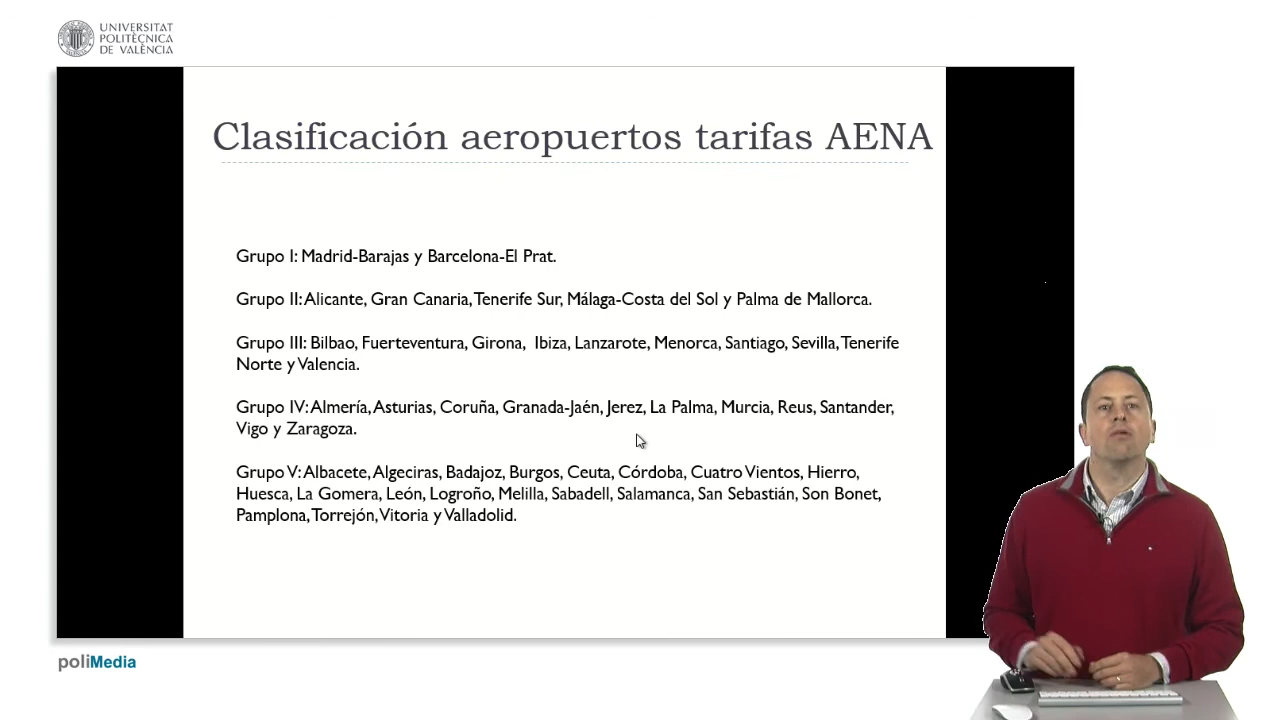 UNIVERSITAT
POLITÈCNICA
DE VALÈNCIA
Clasificación aeropuertos tarifas AENA
Grupo I: Madrid-Barajas y Barcelona-El Prat.
Grupo II: Alicante, Gran Canaria, Tenerife Sur, Málaga-Costa del Sol y Palma de Mallorca.
Grupo III: Bilbao, Fuerteventura, Girona, Ibiza, Lanzarote, Menorca, Santiago, Sevilla, Tenerife
Norte y Valencia.
Grupo IV: Almería, Asturias, Coruña, Granada-Jaén, Jerez, La Palma, Murcia, Reus, Santander,
Vigo y Zaragoza.
Grupo V: Albacete, Algeciras, Badajoz, Burgos, Ceuta, Córdoba, Cuatro Vientos, Hierro,
Huesca, La Gomera, León, Logroño, Melilla, Sabadell, Salamanca, San Sebastián, Son Bonet,
Pamplona, Torrejón, Vitoria y Valladolid.
poliMedia